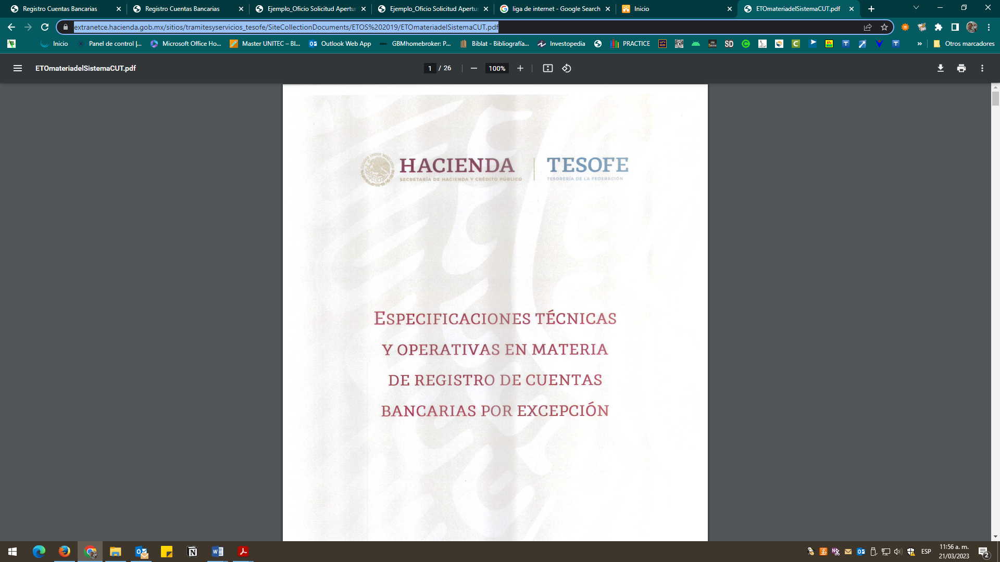 Registro Cuentas Bancarias
Registro Cuentas Bancarias
Ejemplo_Oficio Solicitud Apertur
Ejemplo_Oficio Solicitud Apertur
liga de internet - Google Search
Inicio
ETOmateriadelSistemaCUT.pdf
extranetce.hacienda.gob.mx/sitios/tramitesyservicios_tesofe/SiteCollectionDocuments/ETOS%202019/ETOmateriadelSistemaCUT.pdf
Inicio
Panel de control |...
Microsoft Office Ho...
Master UNITEC – Bl...
Outlook Web App
GBMhomebroker: P...
Biblat - Bibliografía...
Investopedia
PRACTICE
SD
Otros marcadores
ETOmateriadelSistemaCUT.pdf
1 / 26
100%
HACIENDA
SECRETARÍA DE HACIENDA Y CRÉDITO PÚBLICO
TESOFE
TESORERÍA DE LA FEDERACIÓN
ESPECIFICACIONES TÉCNICAS
Y OPERATIVAS EN MATERIA
DE REGISTRO DE CUENTAS
BANCARIAS POR EXCEPCIÓN
ESP
11:56 a. m.
21/03/2023
2